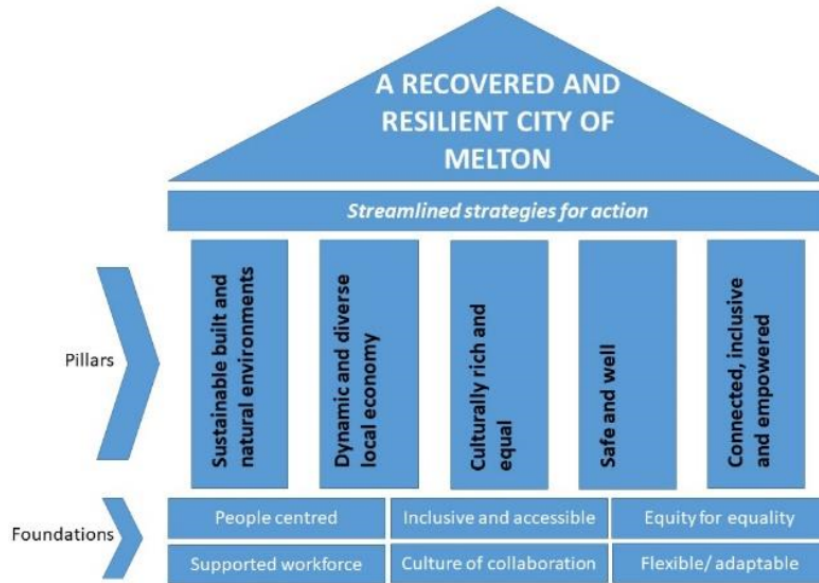 A RECOVERED AND
RESILIENT CITY OF
MELTON
Streamlined strategies for action
Pillars
Sustainable built and
natural environments
Dynamic and diverse
local economy
Culturally rich and
equal
Safe and well
Connected, inclusive
and empowered
Foundations
People centred
Inclusive and accessible
Equity for equality
Supported workforce
Culture of collaboration
Flexible/ adaptable